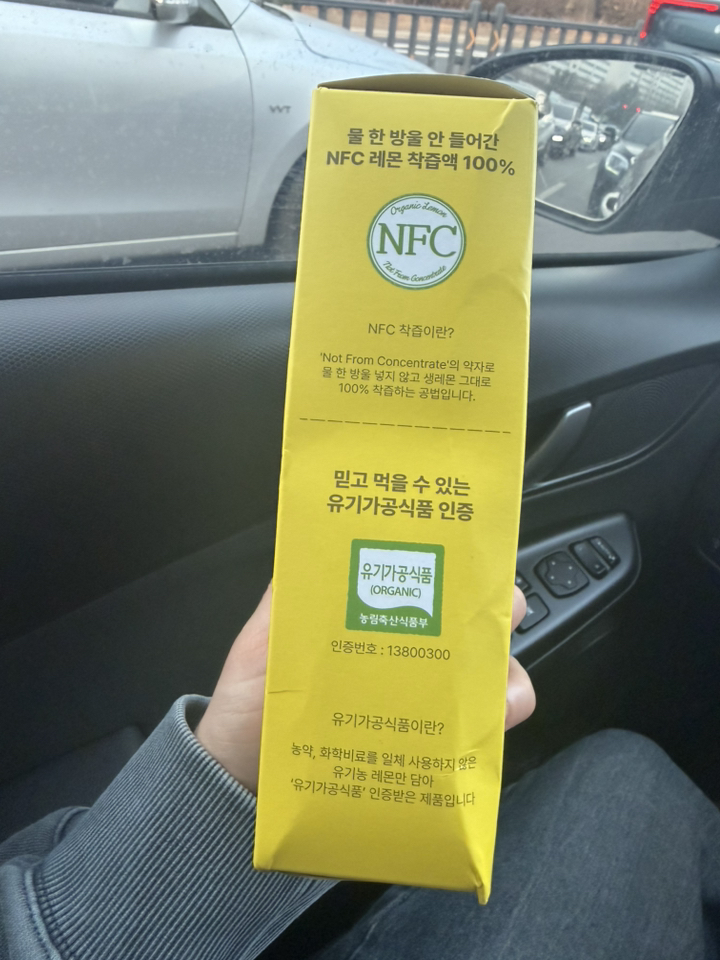 물 한 방울 안 들어간
NFC 레몬 착즙액 100%
Organic Lemon
NFC
Not From Concentrate
NFC 착즙이란?
'Not From Concentrate'의 약자로
물 한 방울 넣지 않고 생레몬 그대로
100% 착즙하는 공법입니다.
믿고 먹을 수 있는
유기가공식품 인증
유기가공식품
(ORGANIC)
농림축산식품부
인증번호 : 13800300
유기가공식품이란?
농약, 화학비료를 일체 사용하지 않은
유기농 레몬만 담아
'유기가공식품' 인증받은 제품입니다
VVT